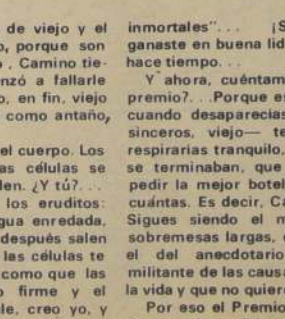 de viejo y el
o, porque son
o . Camino tie-
nzó a fallarle
o, en fin, viejo
como antaño,
el cuerpo. Los
as células se
len. ¿Y tú?. . .
los eruditos:
gua enredada,
después salen
las células te
como que las
o firme y el
le, creo yo, y
inmortales". . . ¡S
ganaste en buena lid
hace tiempo. . .
Y ahora, cuéntam
premio?. . .Porque e
cuando desaparecías
sinceros, viejo— te
respirarías tranquilo,
se terminaban, que
pedir la mejor botel
cuántas. Es decir, Ca
Sigues siendo el m
sobremesas largas, e
el del anecdotario
militante de las causa
la vida y que no quier
Por eso el Premio